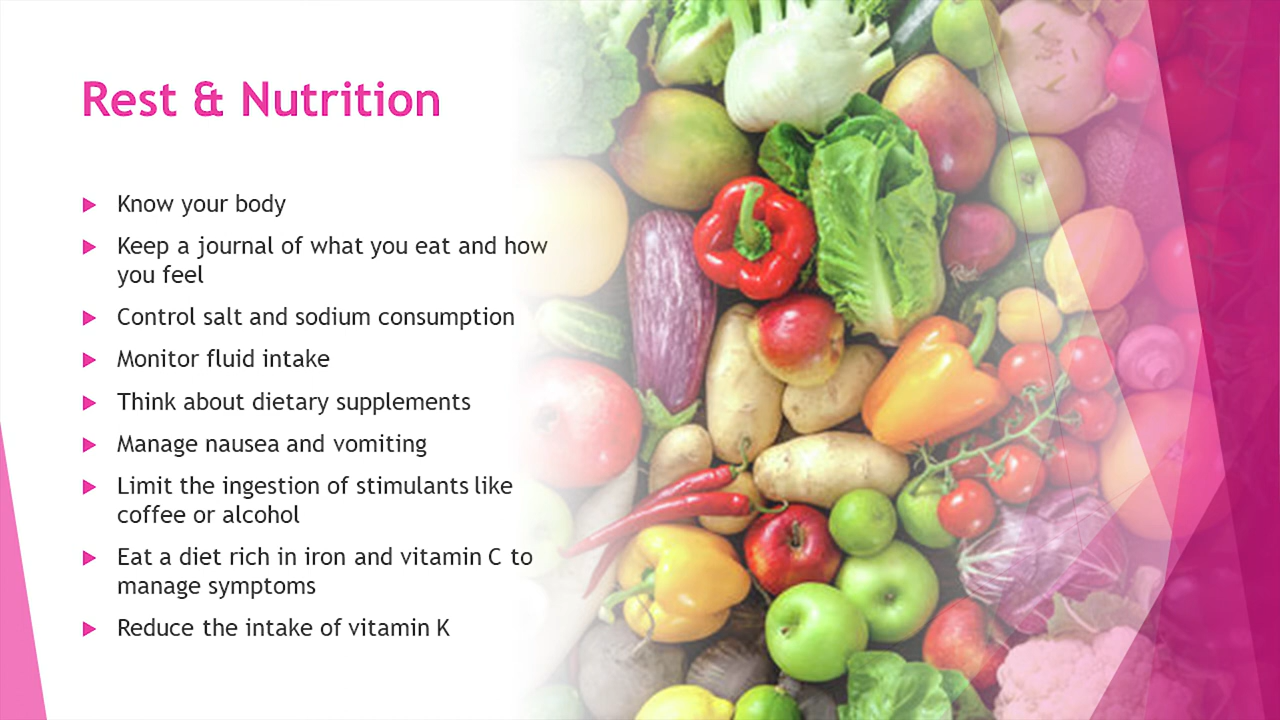 Rest & Nutrition
Know your body
Keep a journal of what you eat and how
you feel
Control salt and sodium consumption
Monitor fluid intake
Think about dietary supplements
Manage nausea and vomiting
Limit the ingestion of stimulants like
coffee or alcohol
Eat a diet rich in iron and vitamin C to
manage symptoms
Reduce the intake of vitamin K